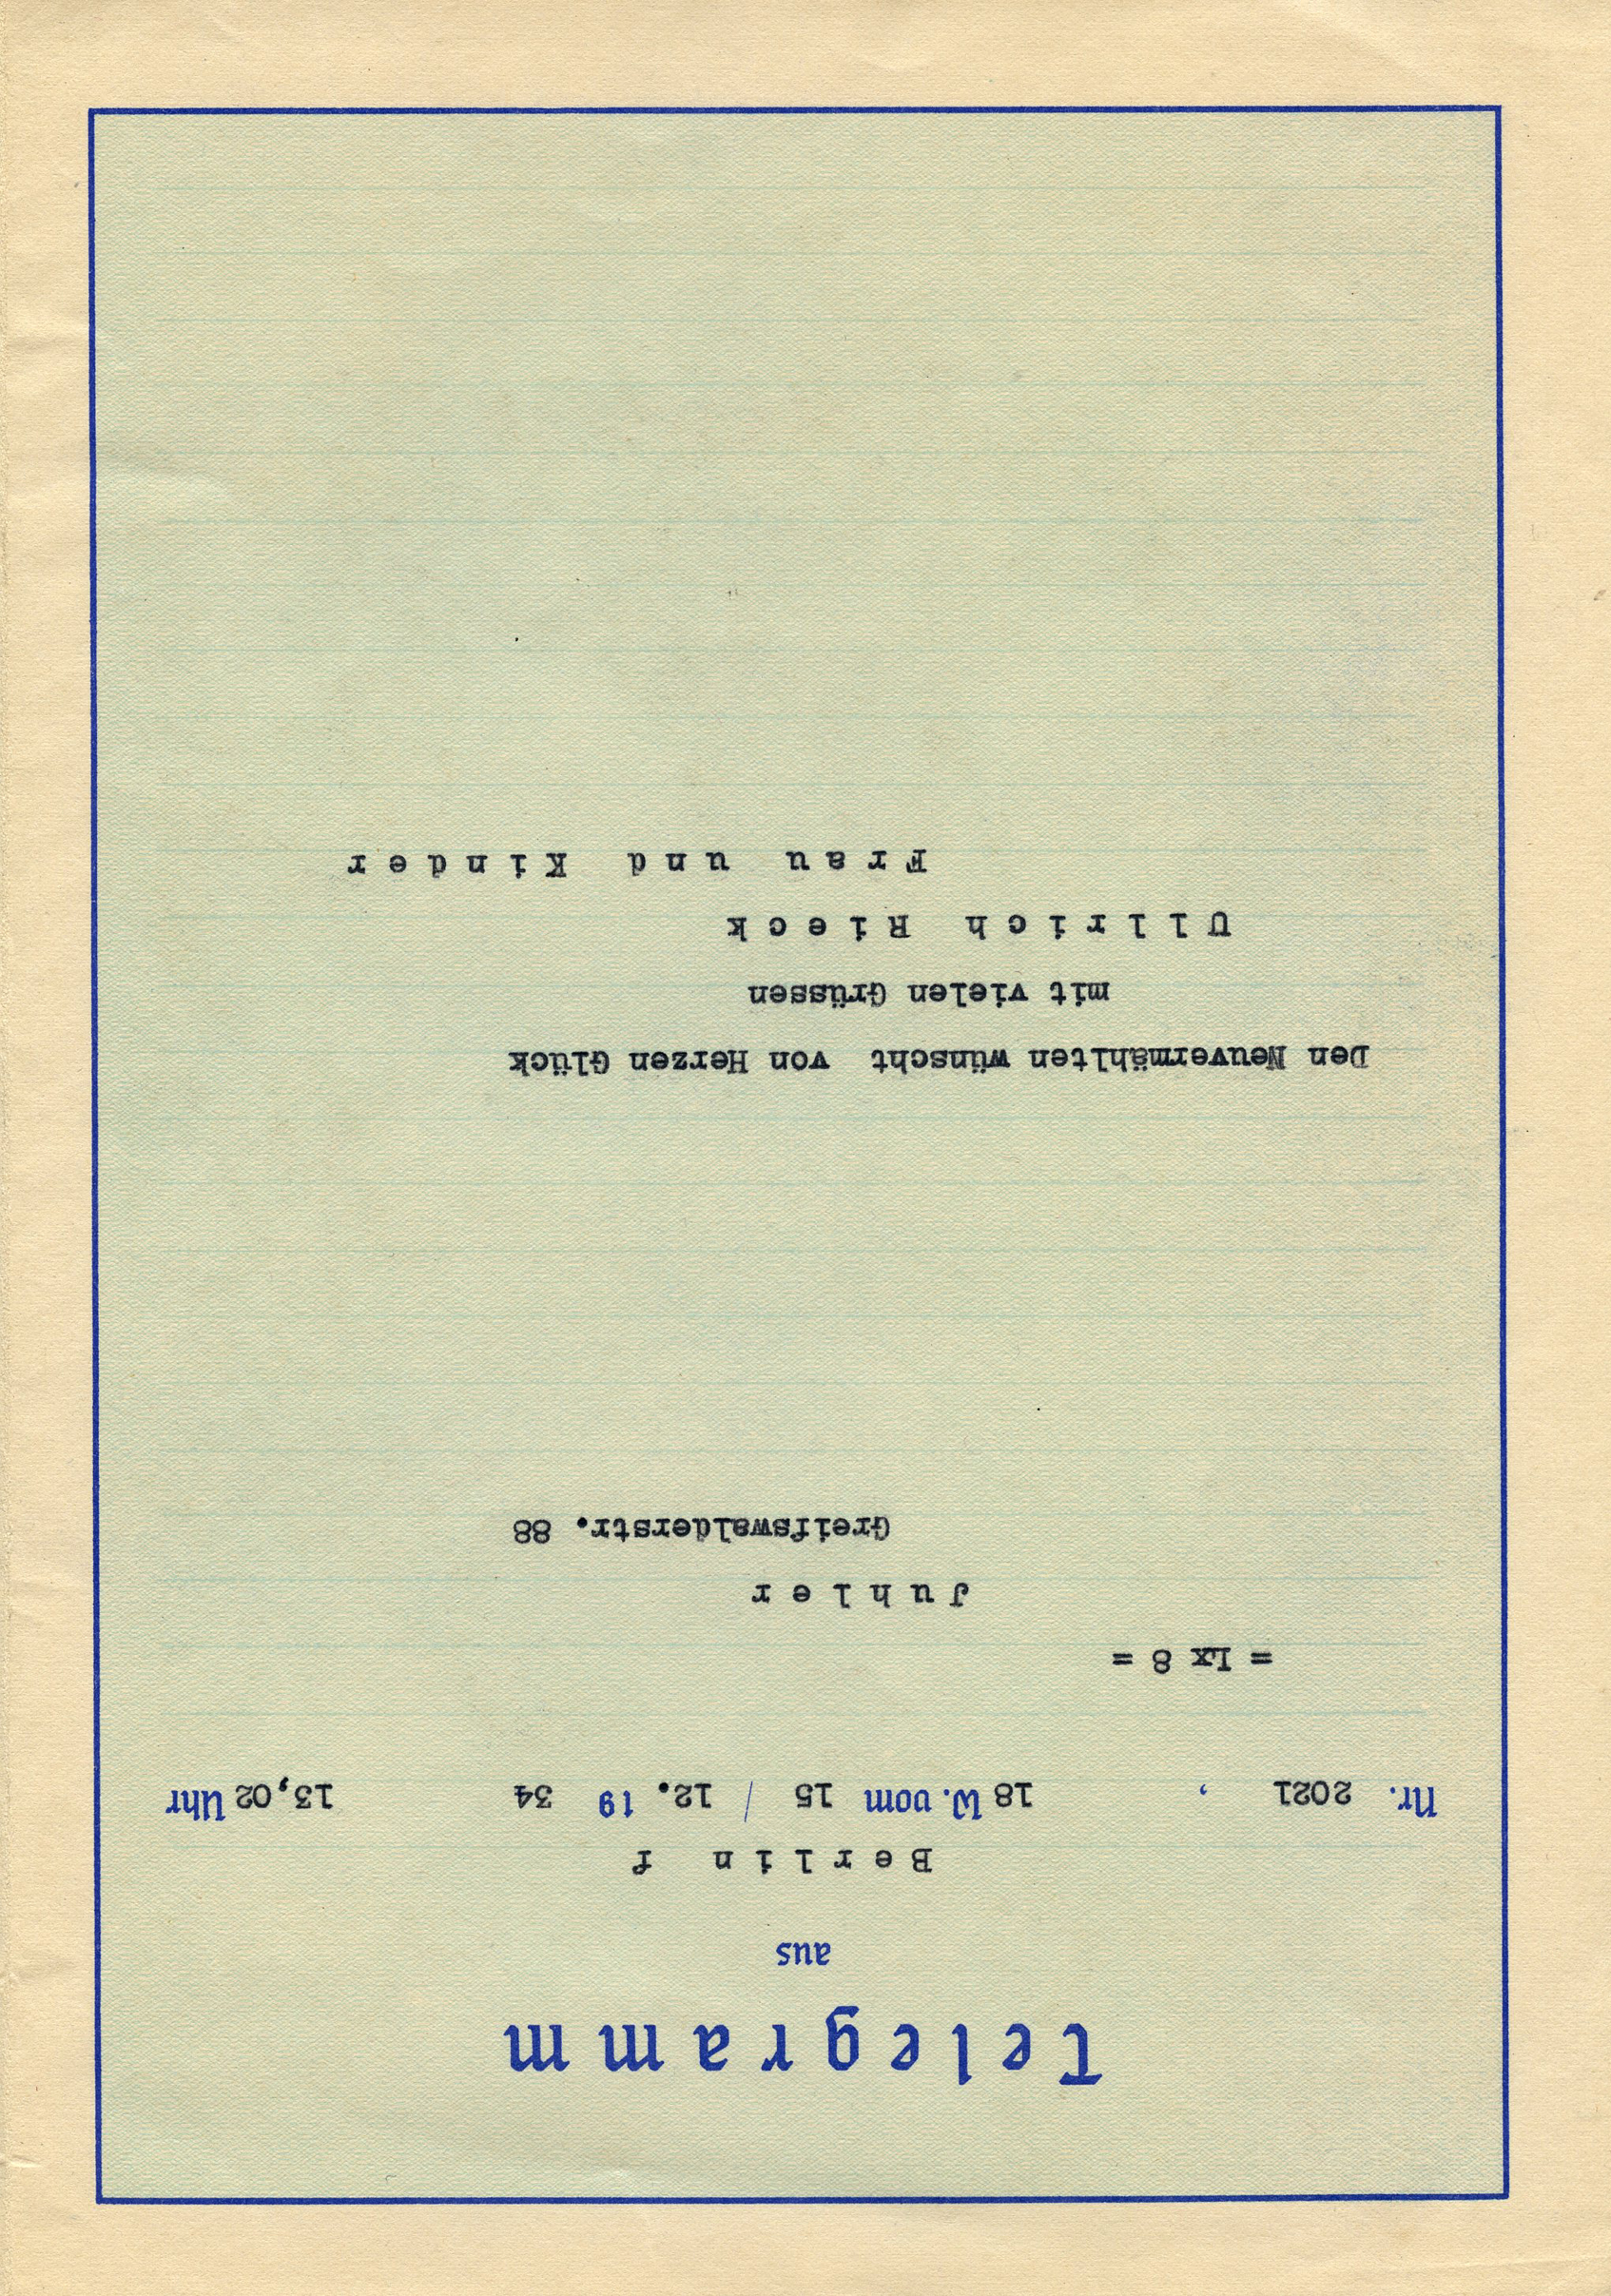 Telegramm
aus
Berlin f
Nr. 2021 , 18 W. vom 15 / 12. 19 34 13,02 Uhr
= Lx 8 =
Juhler
Greifswalderstr. 88
Den Neuvermählten wünscht von Herzen Glück
mit vielen Grüssen
Ullrich Rieck
Frau und Kinder